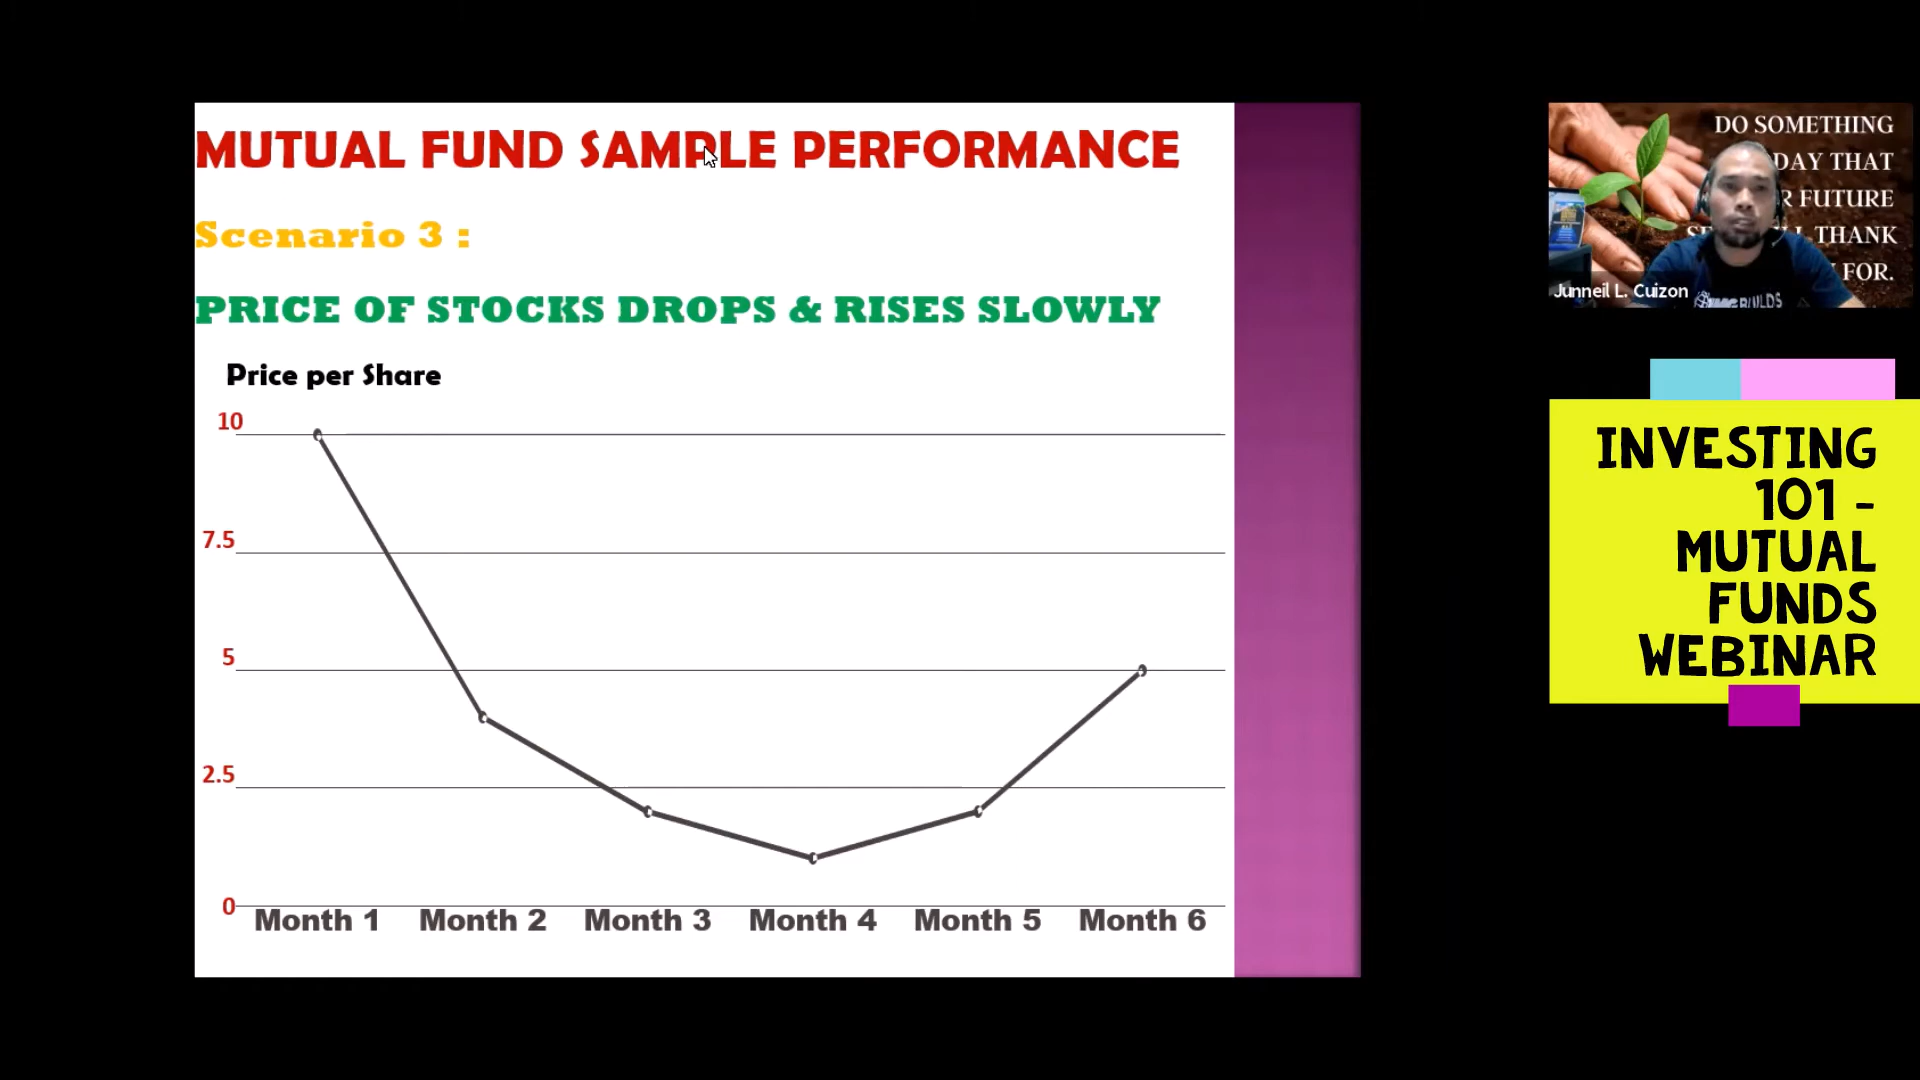 MUTUAL FUND SAMPLE PERFORMANCE
Scenario 3 :
PRICE OF STOCKS DROPS & RISES SLOWLY
Price per Share
10
7.5
5
2.5
0
Month 1 Month 2 Month 3 Month 4 Month 5 Month 6
DO SOMETHING
DAY THAT
R FUTURE
THANK
FOR.
Junneil L. Cuizon
INVESTING
101 -
MUTUAL
FUNDS
WEBINAR